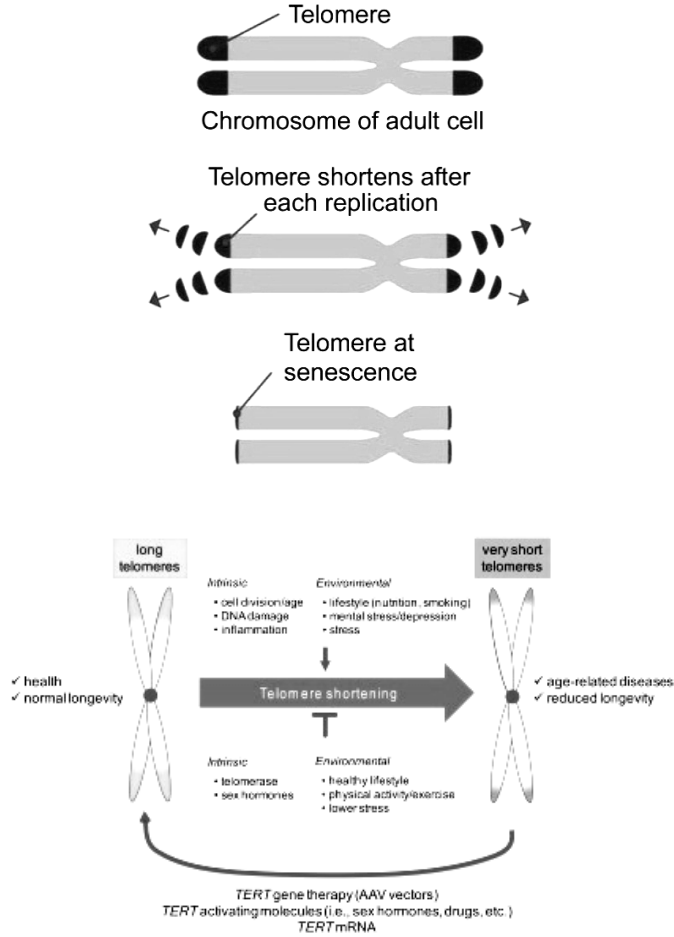 Telomere
Chromosome of adult cell
Telomere shortens after
each replication
Telomere at
senescence
long
telomeres
very short
telomeres
Intrinsic
• cell division/age
• DNA damage
• inflammation
Environmental
• lifestyle (nutrition, smoking)
• mental stress/depression
• stress
✓ health
✓ normal longevity
Telomere shortening
✓ age-related diseases
✓ reduced longevity
Intrinsic
• telomerase
• sex hormones
Environmental
• healthy lifestyle
• physical activity/exercise
• lower stress
TERT gene therapy (AAV vectors)
TERT activating molecules (i.e., sex hormones, drugs, etc.)
TERT mRNA